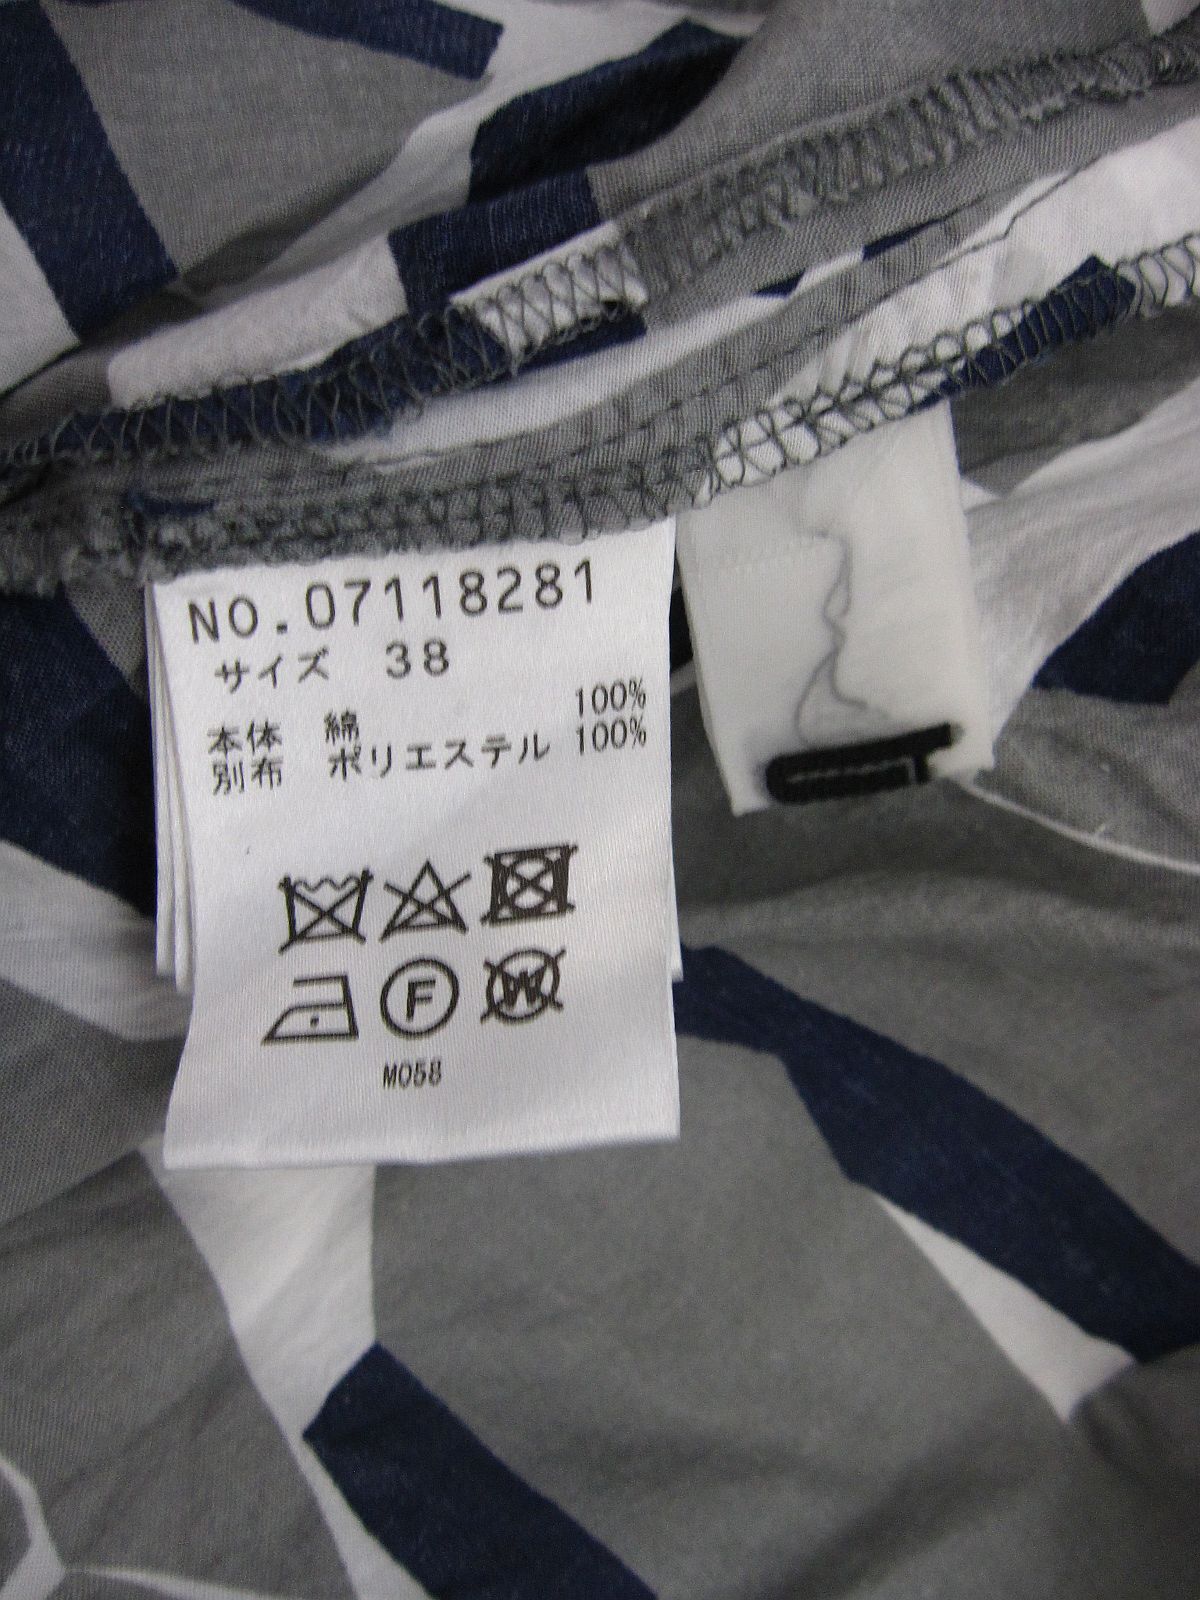 NO.07118281
サイズ 38
本体 綿 100%
別布 ポリエステル 100%
F
W
M058